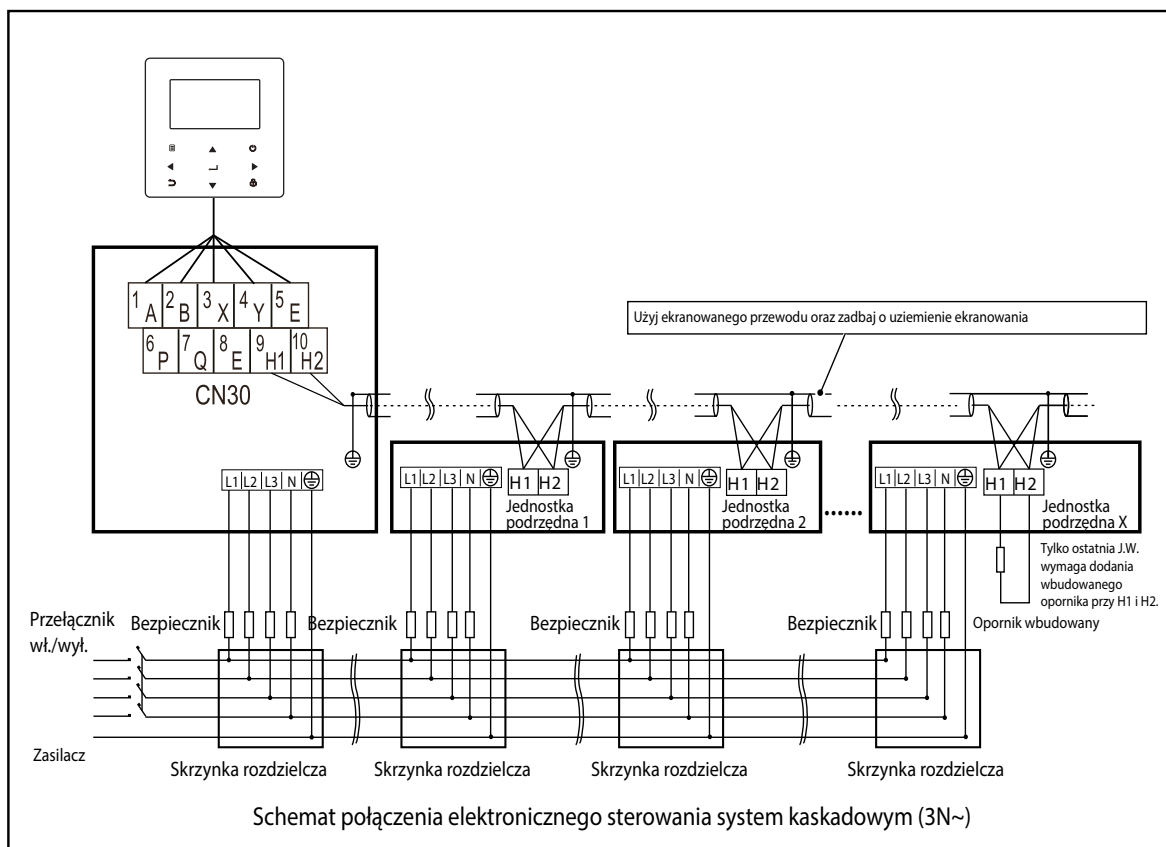 1 A 2 B 3 X 4 Y 5 E
6 P 7 Q 8 E 9 H1 10 H2
CN30
Użyj ekranowanego przewodu oraz zadbaj o uziemienie ekranowania
L1 L2 L3 N
L1 L2 L3 N
H1 H2
Jednostka
podrzędna 1
L1 L2 L3 N
H1 H2
Jednostka
podrzędna 2
......
L1 L2 L3 N
H1 H2
Jednostka
podrzędna X
Tylko ostatnia J.W.
wymaga dodania
wbudowanego
opornika przy H1 i H2.
Przełącznik
wł./wył.
Bezpiecznik
Bezpiecznik
Bezpiecznik
Bezpiecznik
Opornik wbudowany
Zasilacz
Skrzynka rozdzielcza
Skrzynka rozdzielcza
Skrzynka rozdzielcza
Skrzynka rozdzielcza
Schemat połączenia elektronicznego sterowania system kaskadowym (3N~)